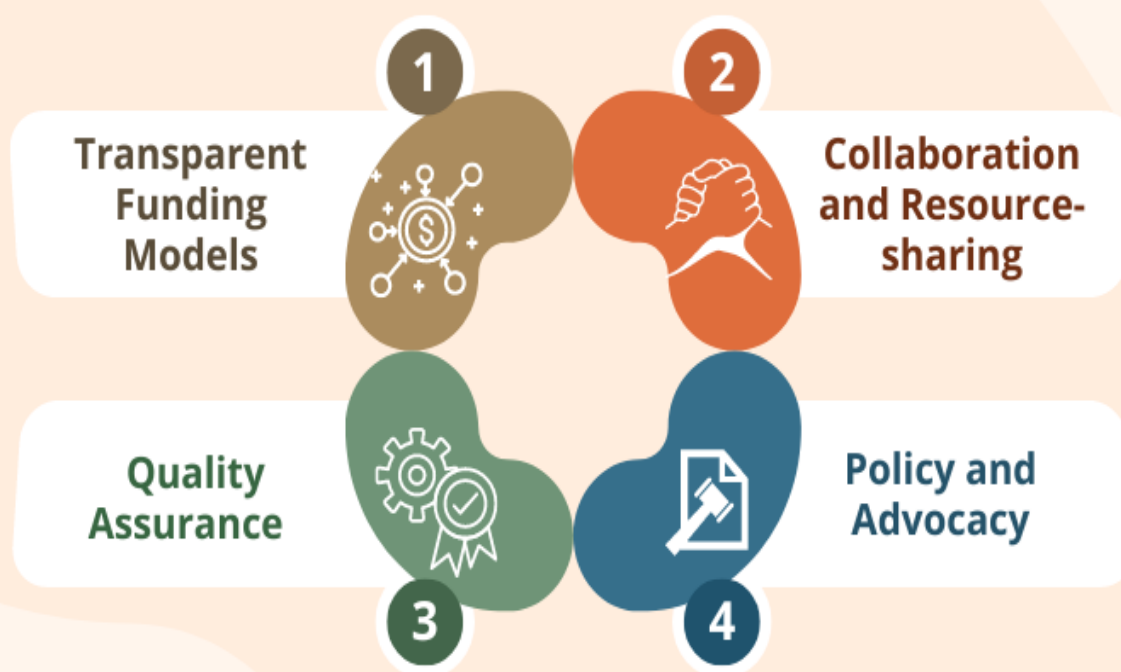 1
Transparent
Funding
Models
2
Collaboration
and Resource-
sharing
3
Quality
Assurance
4
Policy and
Advocacy
$